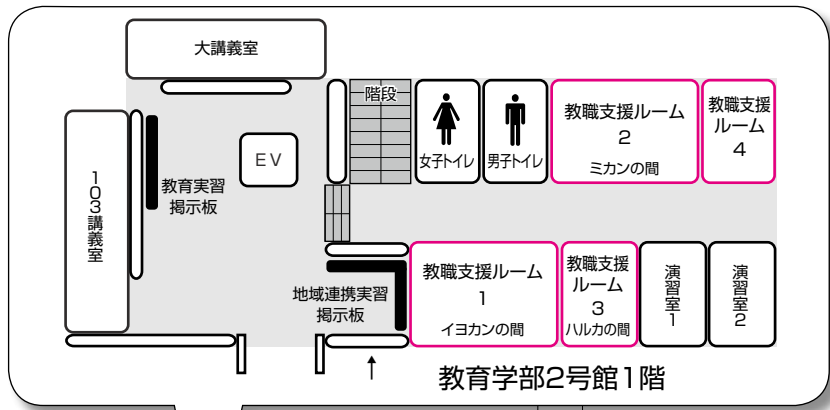 大講義室
階段
女子トイレ
男子トイレ
教職支援ルーム
2
ミカンの間
教職支援
ルーム
4
EV
103講義室
教育実習
掲示板
地域連携実習
掲示板
教職支援ルーム
1
イヨカンの間
教職支援
ルーム
3
ハルカの間
演習室1
演習室2
教育学部2号館1階